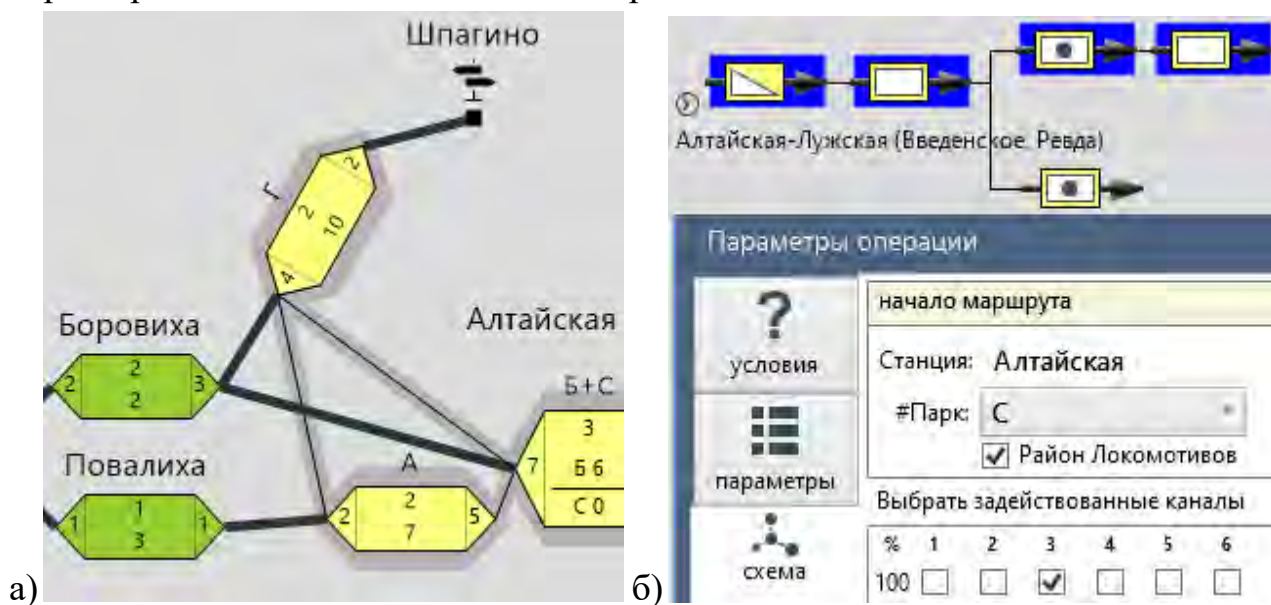 Шпагино
2
Г
2
10
4
Боровиха
2
2
2
3
Алтайская
Б+С
3
7
Б 6
С 0
Повалиха
1
1
3
1
А
2
2
7
5
а)
Алтайская-Лужская (Введенское. Ревда)
Параметры операции
?
условия
параметры
схема
начало маршрута
Станция: Алтайская
#Парк: С
Район Локомотивов
Выбрать задействованные каналы
% 1 2 3 4 5 6
100
б)